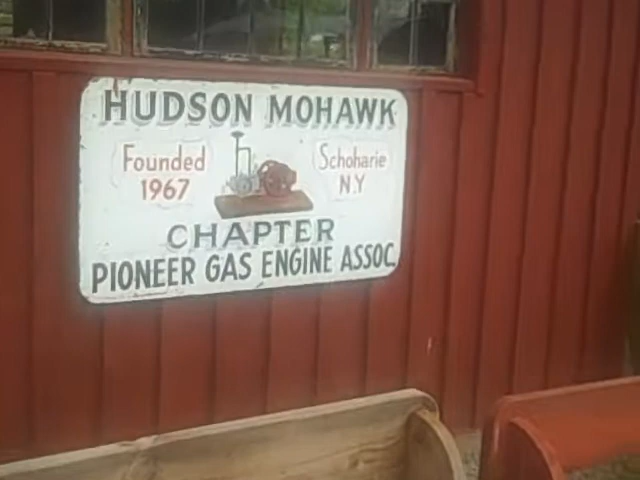 HUDSON MOHAWK
Founded
1967
Schoharie
N.Y
CHAPTER
PIONEER GAS ENGINE ASSOC.